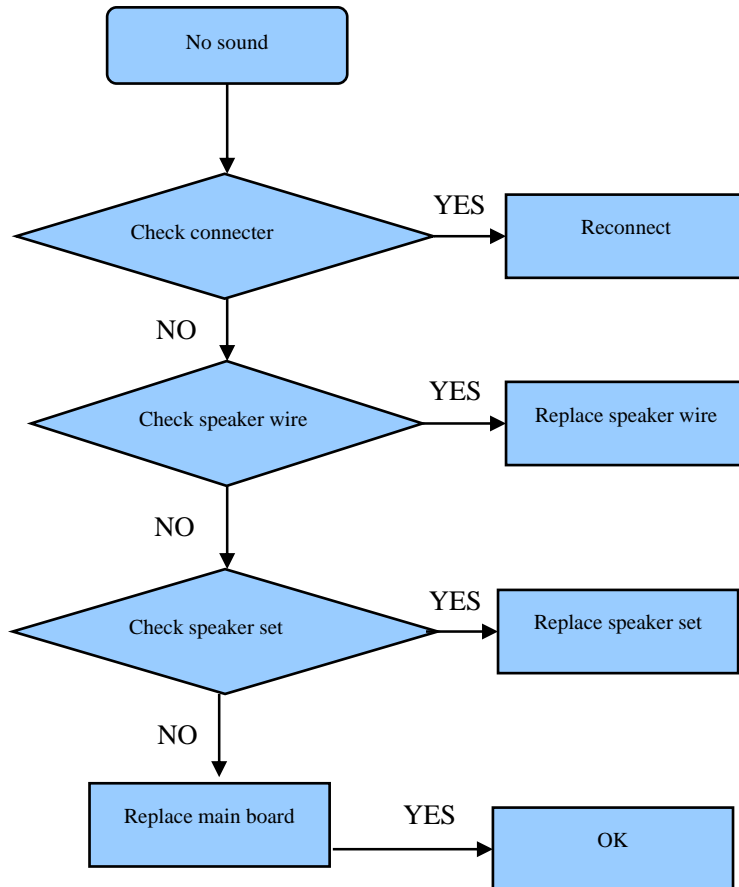 No sound
YES
Check connecter
Reconnect
NO
YES
Check speaker wire
Replace speaker wire
NO
YES
Check speaker set
Replace speaker set
NO
Replace main board
YES
OK